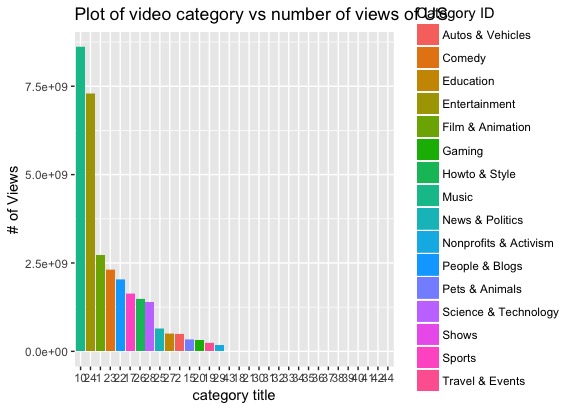 Plot of video category vs number of views of
Category ID
Autos & Vehicles
Comedy
Education
Entertainment
Film & Animation
Gaming
Howto & Style
Music
News & Politics
Nonprofits & Activism
People & Blogs
Pets & Animals
Science & Technology
Shows
Sports
Travel & Events
# of Views
7.5e+09
5.0e+09
2.5e+09
0.0e+00
10 24 1 23 22 17 26 28 25 27 2 15 20 19 29 43 18 21 30 31 32 33 34 35 36 37 38 39 40 41 42 44
category title